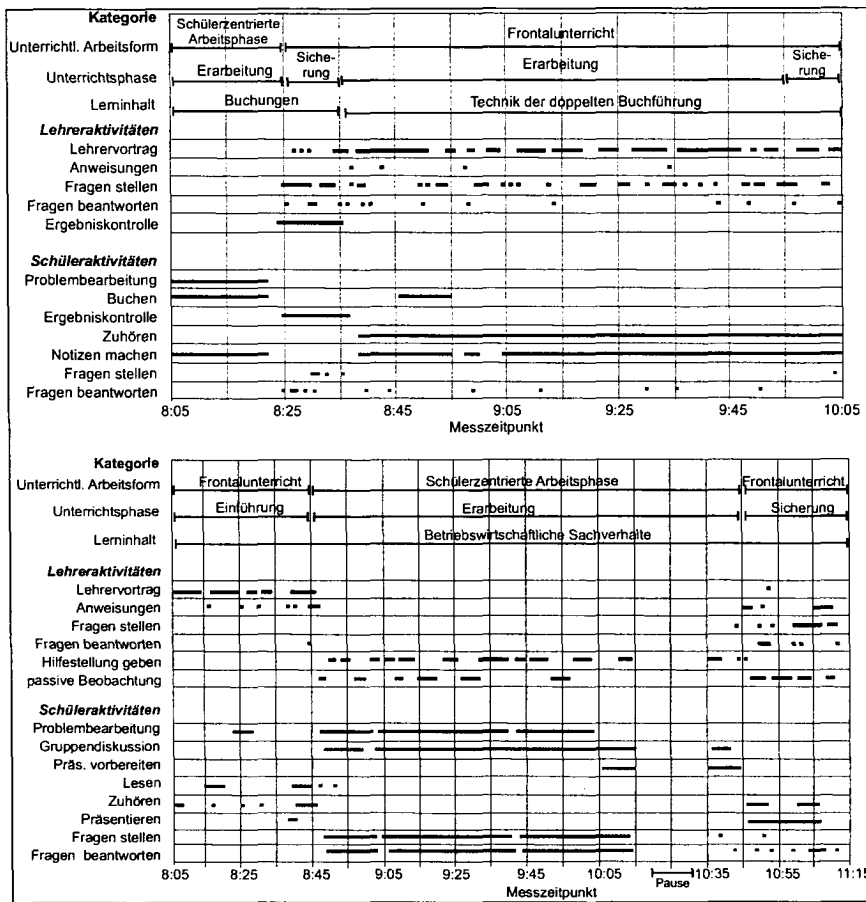 Kategorie
Schülerzentrierte
Arbeitsphase
Frontalunterricht
Unterrichtl. Arbeitsform
Siche-
rung
Siche-
rung
Unterrichtsphase
Erarbeitung
Erarbeitung
Lerninhalt
Buchungen
Technik der doppelten Buchführung
Lehreraktivitäten
Lehrervortrag
Anweisungen
Fragen stellen
Fragen beantworten
Ergebniskontrolle
Schüleraktivitäten
Problembearbeitung
Buchen
Ergebniskontrolle
Zuhören
Notizen machen
Fragen stellen
Fragen beantworten
8:05 8:25 8:45 9:05 9:25 9:45 10:05
Messzeitpunkt
Kategorie
Unterrichtl. Arbeitsform Frontalunterricht Schülerzentrierte Arbeitsphase Frontalunterricht
Unterrichtsphase Einführung Erarbeitung Sicherung
Lerninhalt Betriebswirtschaftliche Sachverhalte
Lehreraktivitäten
Lehrervortrag
Anweisungen
Fragen stellen
Fragen beantworten
Hilfestellung geben
passive Beobachtung
Schüleraktivitäten
Problembearbeitung
Gruppendiskussion
Präs. vorbereiten
Lesen
Zuhören
Präsentieren
Fragen stellen
Fragen beantworten
8:05 8:25 8:45 9:05 9:25 9:45 10:05 10:35 10:55 11:15
Pause
Messzeitpunkt